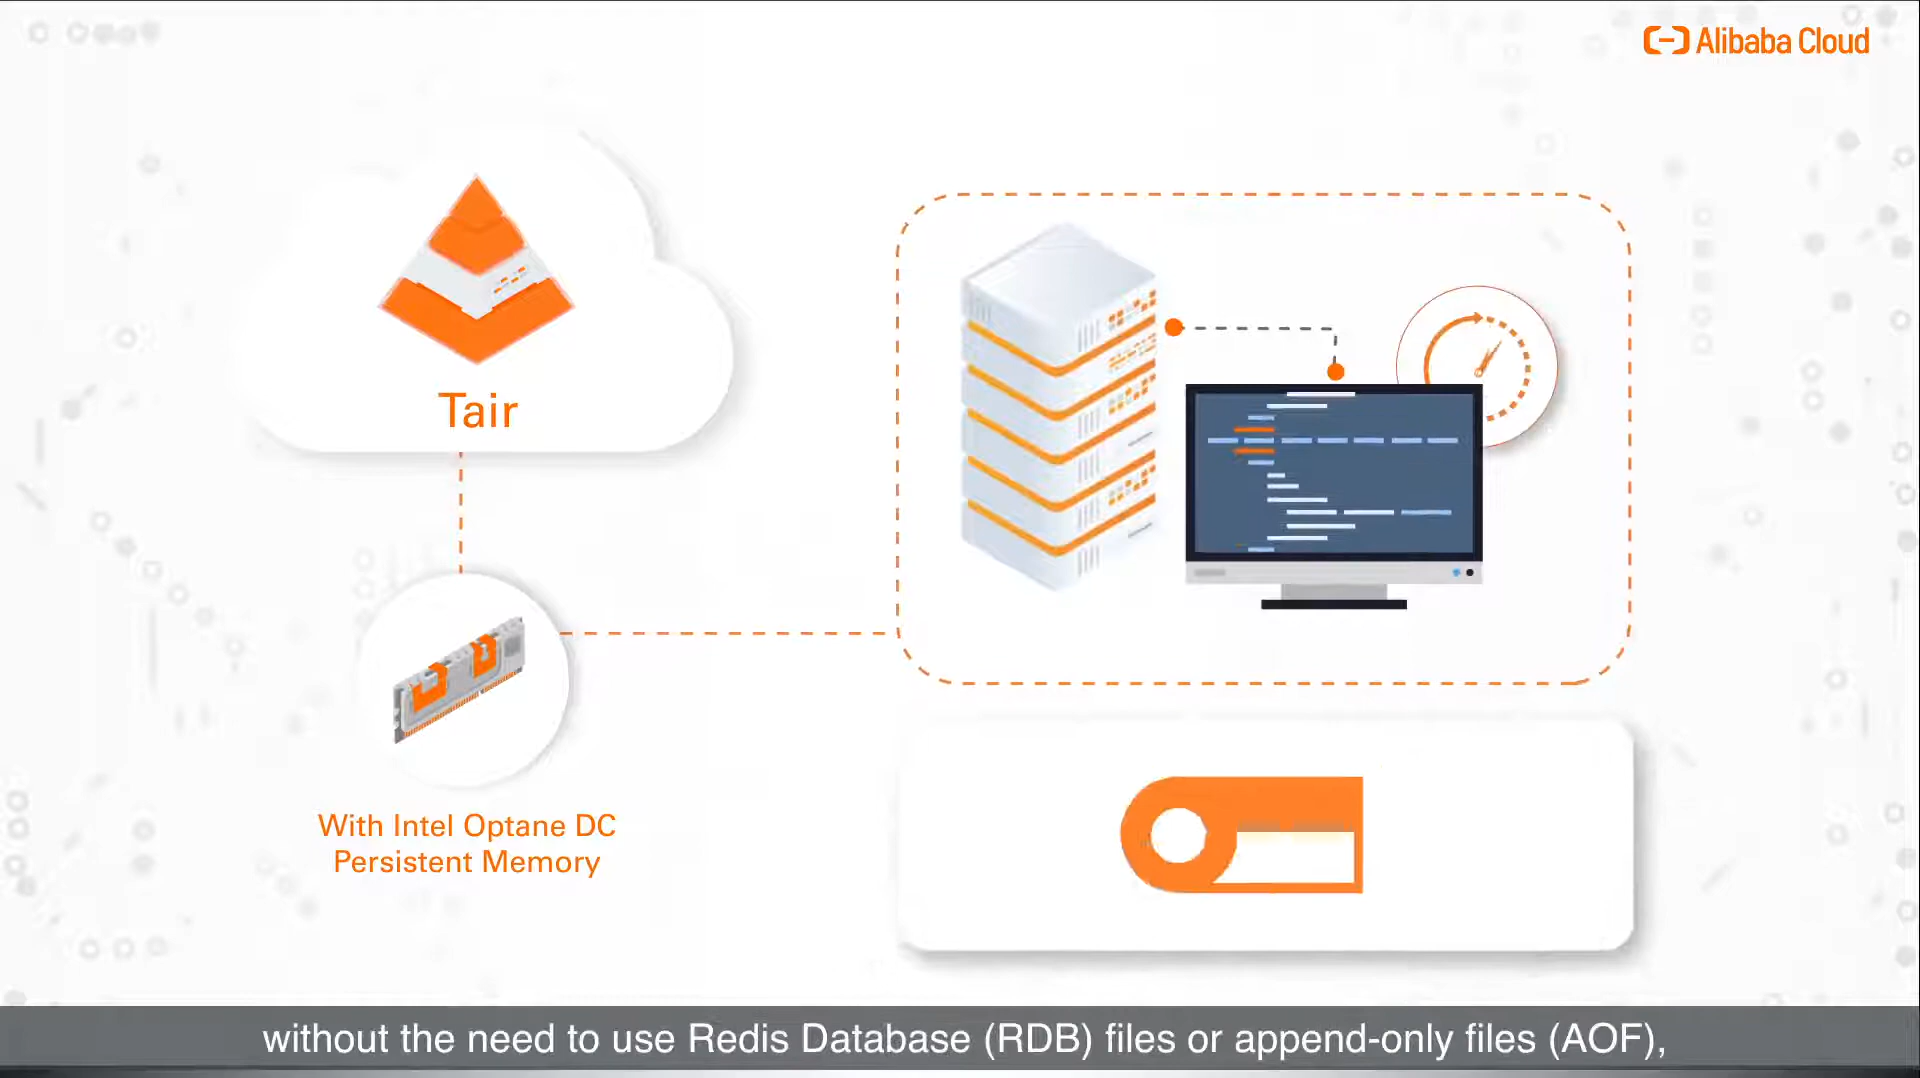 Alibaba Cloud
Tair
With Intel Optane DC
Persistent Memory
without the need to use Redis Database (RDB) files or append-only files (AOF),